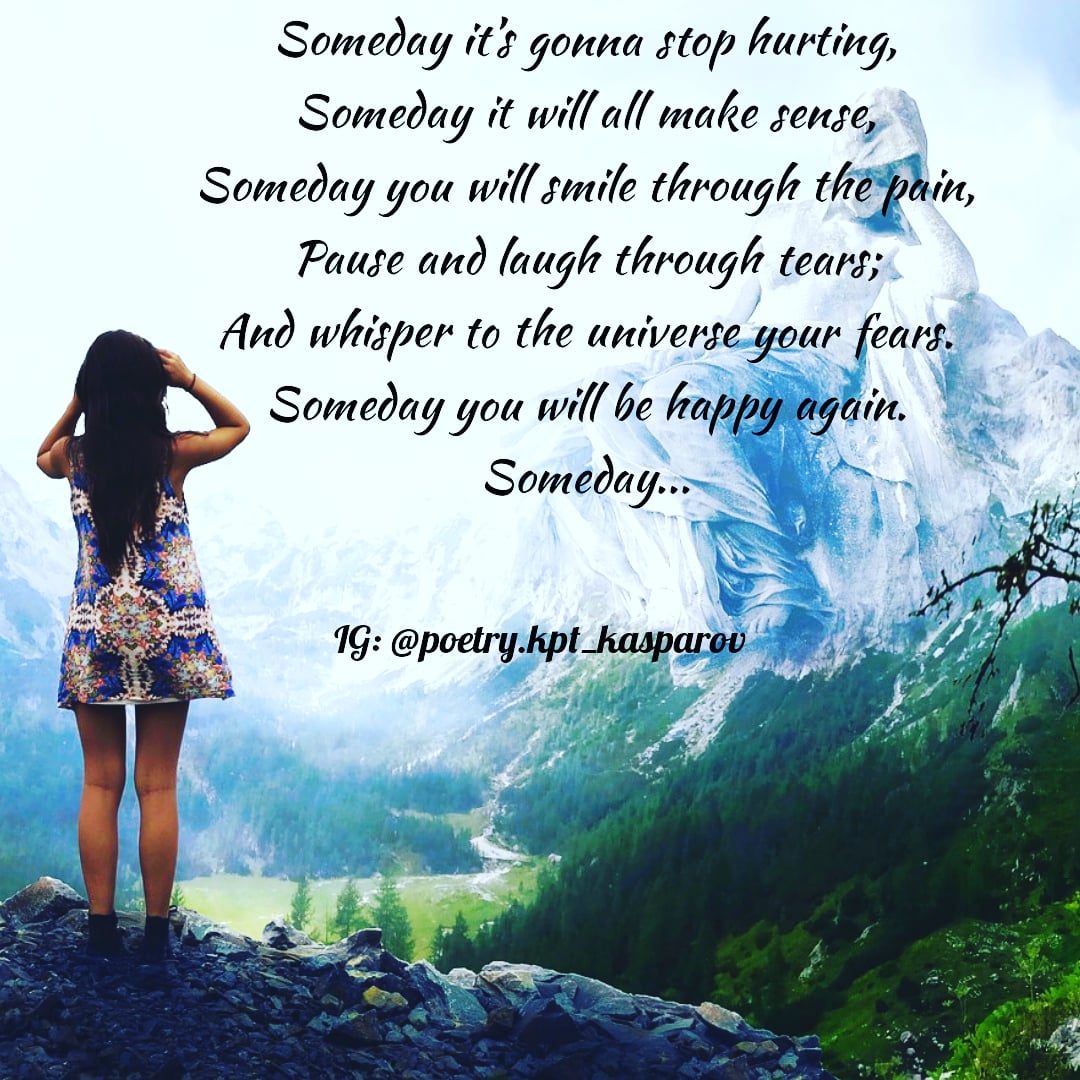 Someday it's gonna stop hurting,
Someday it will all make sense,
Someday you will smile through the pain,
Pause and laugh through tears;
And whisper to the universe your fears.
Someday you will be happy again.
Someday...
IG: @poetry.kpt_kasparov